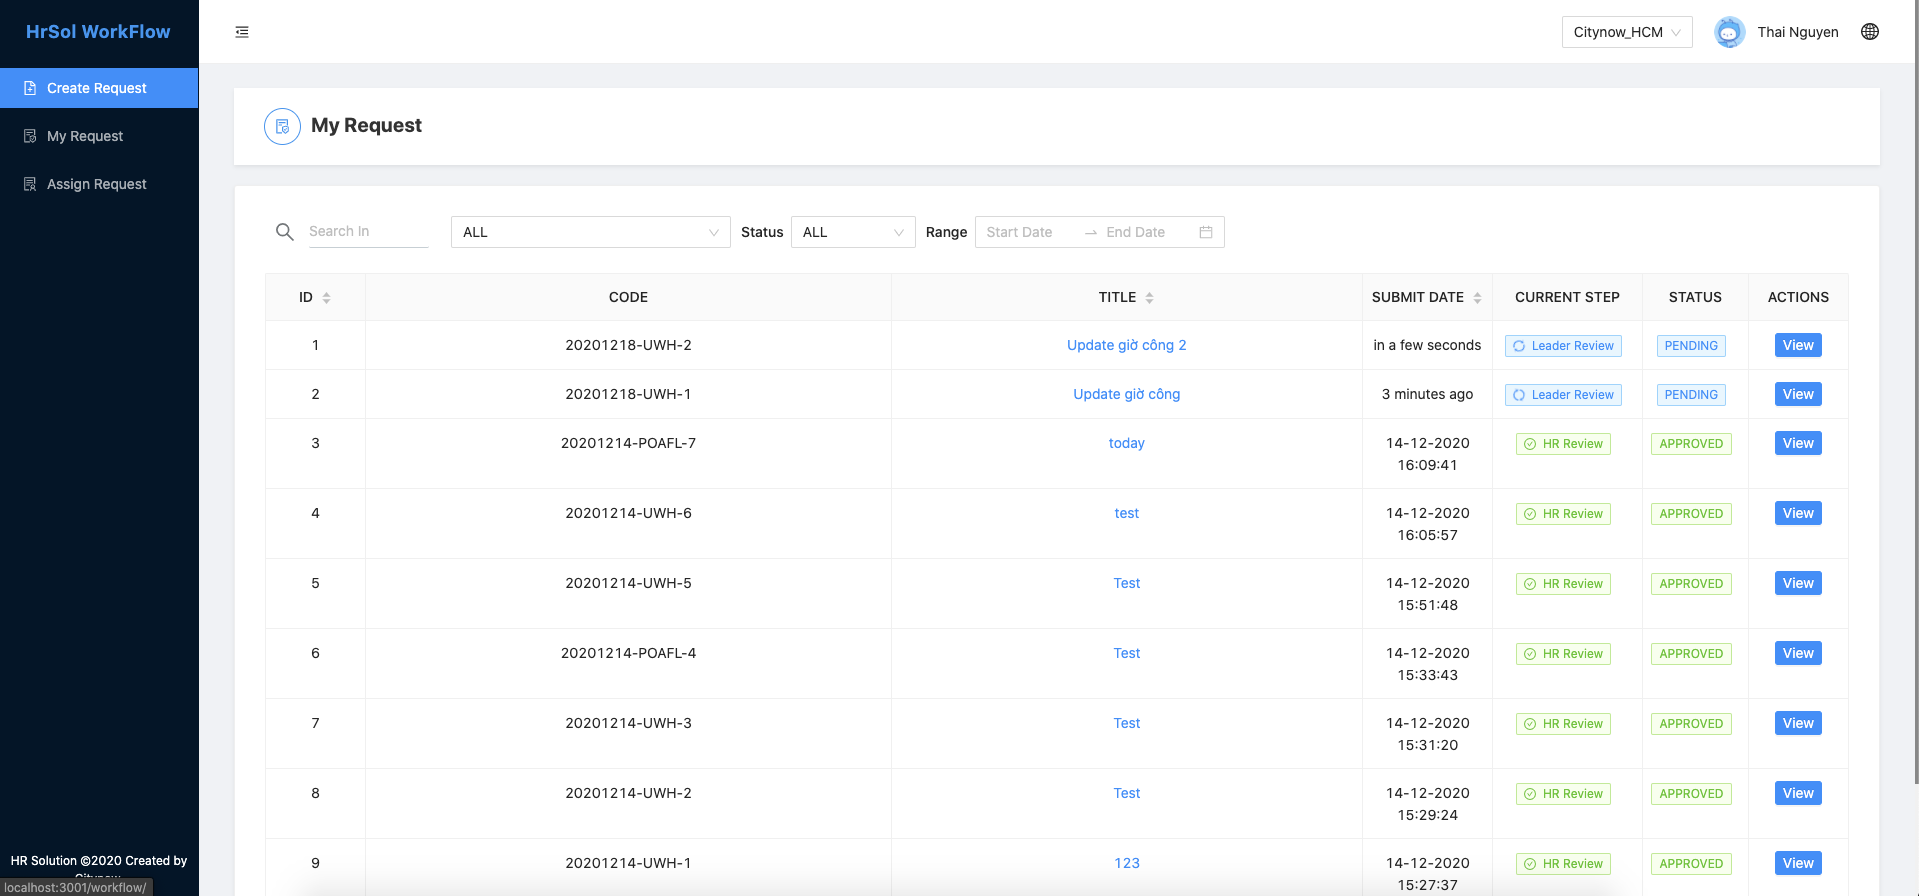 HrSol WorkFlow
Citynow_HCM
Thai Nguyen
Create Request
My Request
Assign Request
My Request
Search In
ALL
Status
ALL
Range
Start Date
End Date
ID CODE TITLE SUBMIT DATE CURRENT STEP STATUS ACTIONS
1 20201218-UWH-2 Update giờ công 2 in a few seconds Leader Review PENDING View
2 20201218-UWH-1 Update giờ công 3 minutes ago Leader Review PENDING View
3 20201214-POAFL-7 today 14-12-2020 HR Review APPROVED View
16:09:41
4 20201214-UWH-6 test 14-12-2020 HR Review APPROVED View
16:05:57
5 20201214-UWH-5 Test 14-12-2020 HR Review APPROVED View
15:51:48
6 20201214-POAFL-4 Test 14-12-2020 HR Review APPROVED View
15:33:43
7 20201214-UWH-3 Test 14-12-2020 HR Review APPROVED View
15:31:20
8 20201214-UWH-2 Test 14-12-2020 HR Review APPROVED View
15:29:24
9 20201214-UWH-1 123 14-12-2020 HR Review APPROVED View
15:27:37
HR Solution ©2020 Created by
Citynow
localhost:3001/workflow/